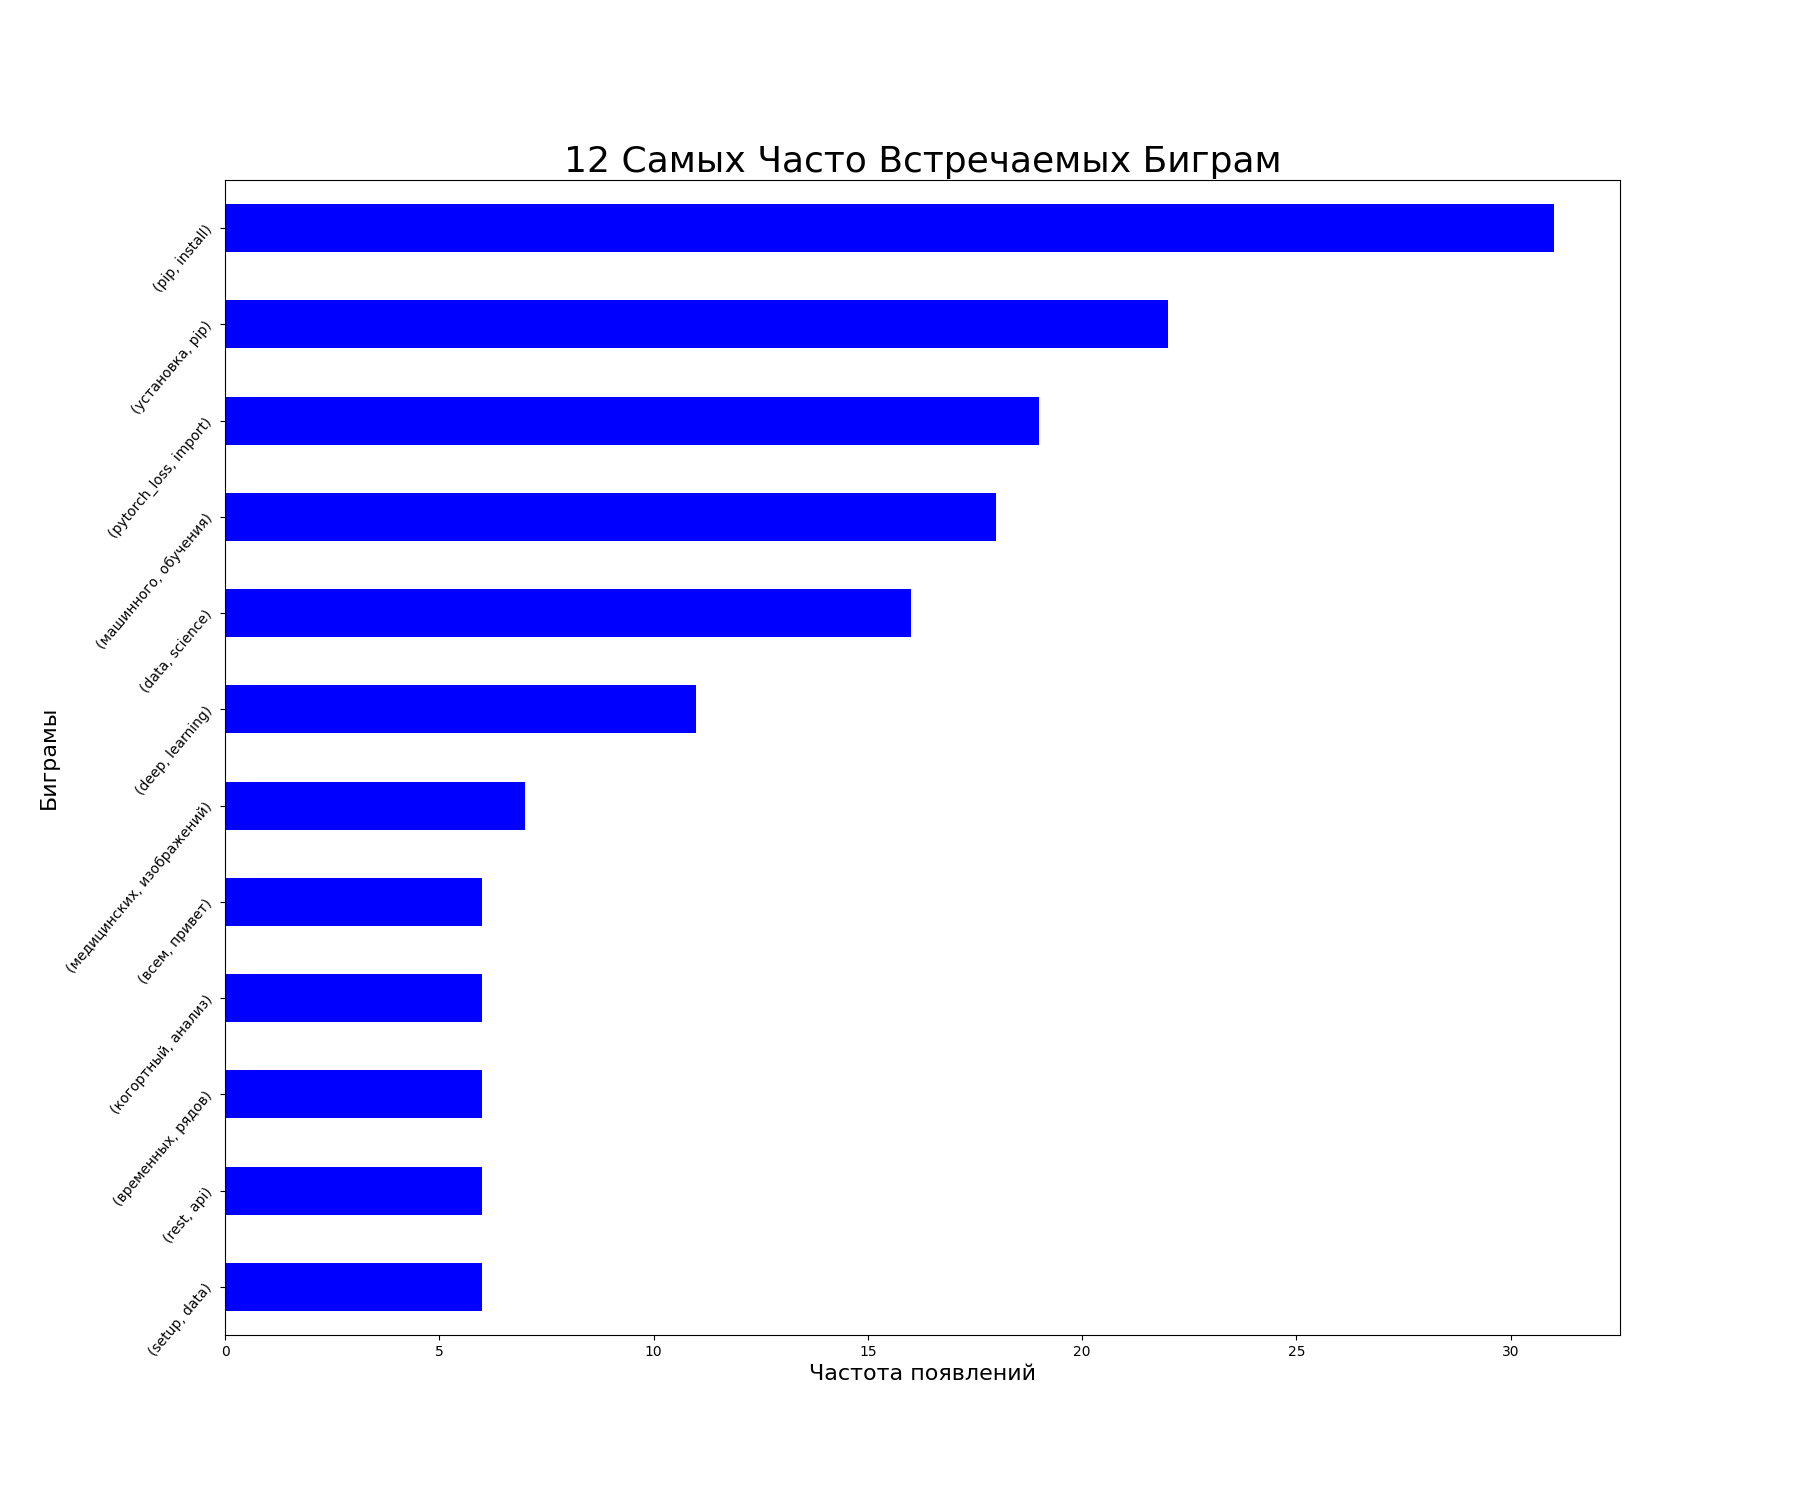 12 Самых Часто Встречаемых Биграм
(pip, install)
(установка, pip)
(pytorch_loss, import)
(машинного, обучения)
(data, science)
(deep, learning)
(медицинских, изображений)
(всем, привет)
(когортный, анализ)
(временных, рядов)
(rest, api)
(setup, data)
Биграмы
0 5 10 15 20 25 30
Частота появлений